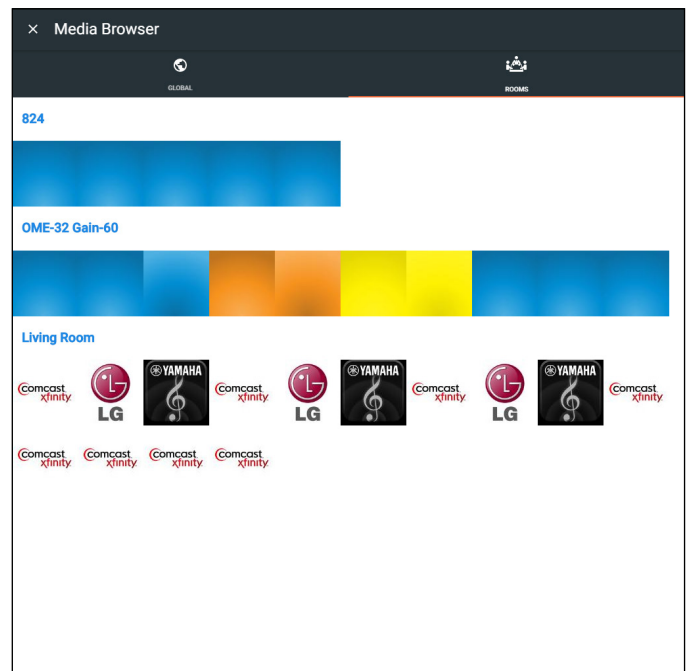 × Media Browser
GLOBAL
ROOMS
824
OME-32 Gain-60
Living Room
comcast xfinity LG YAMAHA comcast xfinity LG YAMAHA comcast xfinity LG YAMAHA comcast xfinity
comcast xfinity comcast xfinity comcast xfinity comcast xfinity